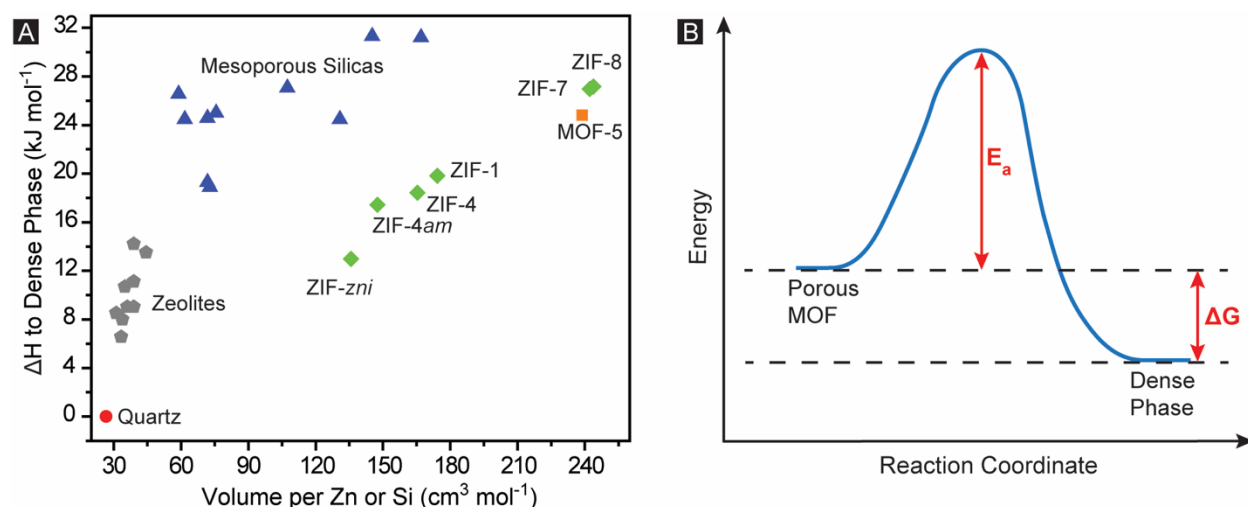 A
ΔH to Dense Phase (kJ mol⁻¹)
32
28
24
20
16
12
8
4
0
Mesoporous Silicas
ZIF-8
ZIF-7
MOF-5
ZIF-1
ZIF-4
ZIF-4am
ZIF-zni
Zeolites
Quartz
30 60 90 120 150 180 210 240
Volume per Zn or Si (cm³ mol⁻¹)
B
Energy
Eₐ
Porous
MOF
ΔG
Dense
Phase
Reaction Coordinate